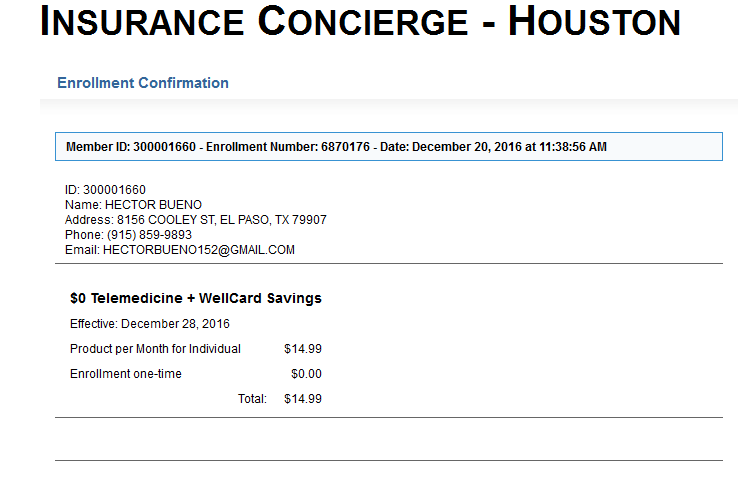 INSURANCE CONCIERGE - HOUSTON
Enrollment Confirmation
Member ID: 300001660 - Enrollment Number: 6870176 - Date: December 20, 2016 at 11:38:56 AM
ID: 300001660
Name: HECTOR BUENO
Address: 8156 COOLEY ST, EL PASO, TX 79907
Phone: (915) 859-9893
Email: HECTORBUENO152@GMAIL.COM
$0 Telemedicine + WellCard Savings
Effective: December 28, 2016
Product per Month for Individual $14.99
Enrollment one-time $0.00
Total: $14.99